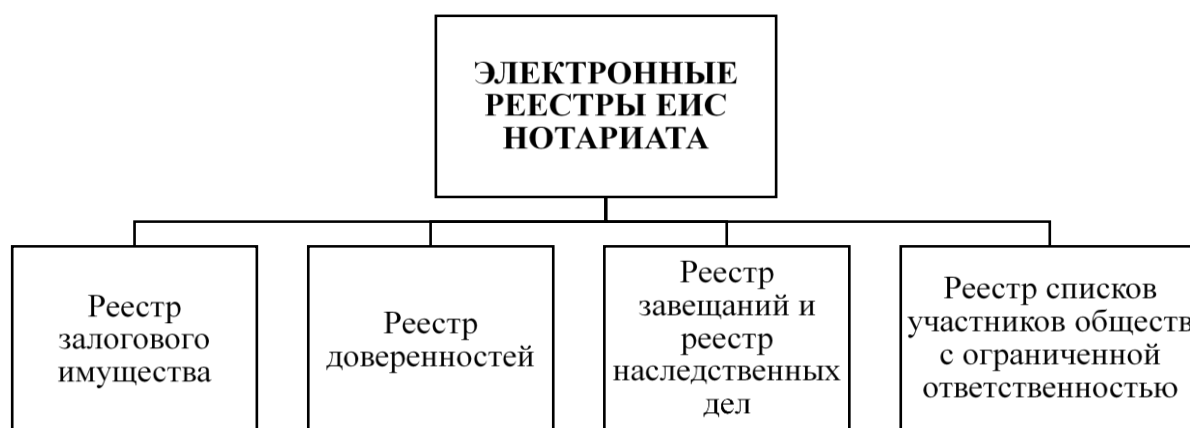 ЭЛЕКТРОННЫЕ
РЕЕСТРЫ ЕИС
НОТАРИАТА
Реестр
залогового
имущества
Реестр
доверенностей
Реестр
завещаний и
реестр
наследственных
дел
Реестр списков
участников обществ
с ограниченной
ответственностью